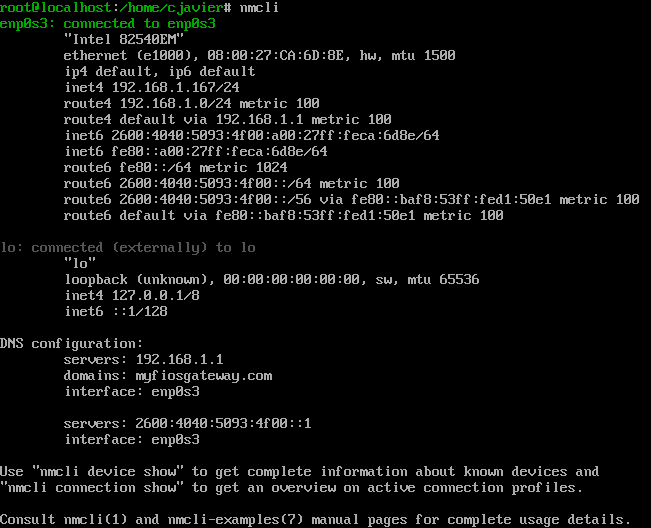 root@localhost:/home/cjavier# nmcli
enp0s3: connected to enp0s3
"Intel 82540EM"
ethernet (e1000), 08:00:27:CA:6D:8E, hw, mtu 1500
ip4 default, ip6 default
inet4 192.168.1.167/24
route4 192.168.1.0/24 metric 100
route4 default via 192.168.1.1 metric 100
inet6 2600:4040:5093:4f00:a00:27ff:feca:6d8e/64
inet6 fe80::a00:27ff:feca:6d8e/64
route6 fe80::/64 metric 1024
route6 2600:4040:5093:4f00::/64 metric 100
route6 2600:4040:5093:4f00::/56 via fe80::baf8:53ff:fed1:50e1 metric 100
route6 default via fe80::baf8:53ff:fed1:50e1 metric 100
lo: connected (externally) to lo
"lo"
loopback (unknown), 00:00:00:00:00:00, sw, mtu 65536
inet4 127.0.0.1/8
inet6 ::1/128
DNS configuration:
servers: 192.168.1.1
domains: myfiosgateway.com
interface: enp0s3
servers: 2600:4040:5093:4f00::1
interface: enp0s3
Use "nmcli device show" to get complete information about known devices and
"nmcli connection show" to get an overview on active connection profiles.
Consult nmcli(1) and nmcli-examples(7) manual pages for complete usage details.